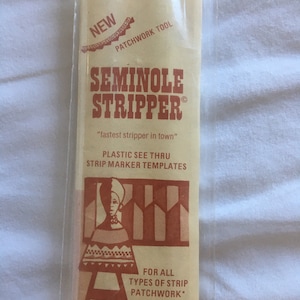 NEW
PATCHWORK TOOL
SEMINOLE
STRIPPER©
"fastest stripper in town"
PLASTIC SEE THRU
STRIP MARKER TEMPLATES
FOR ALL
TYPES OF STRIP
PATCHWORK*